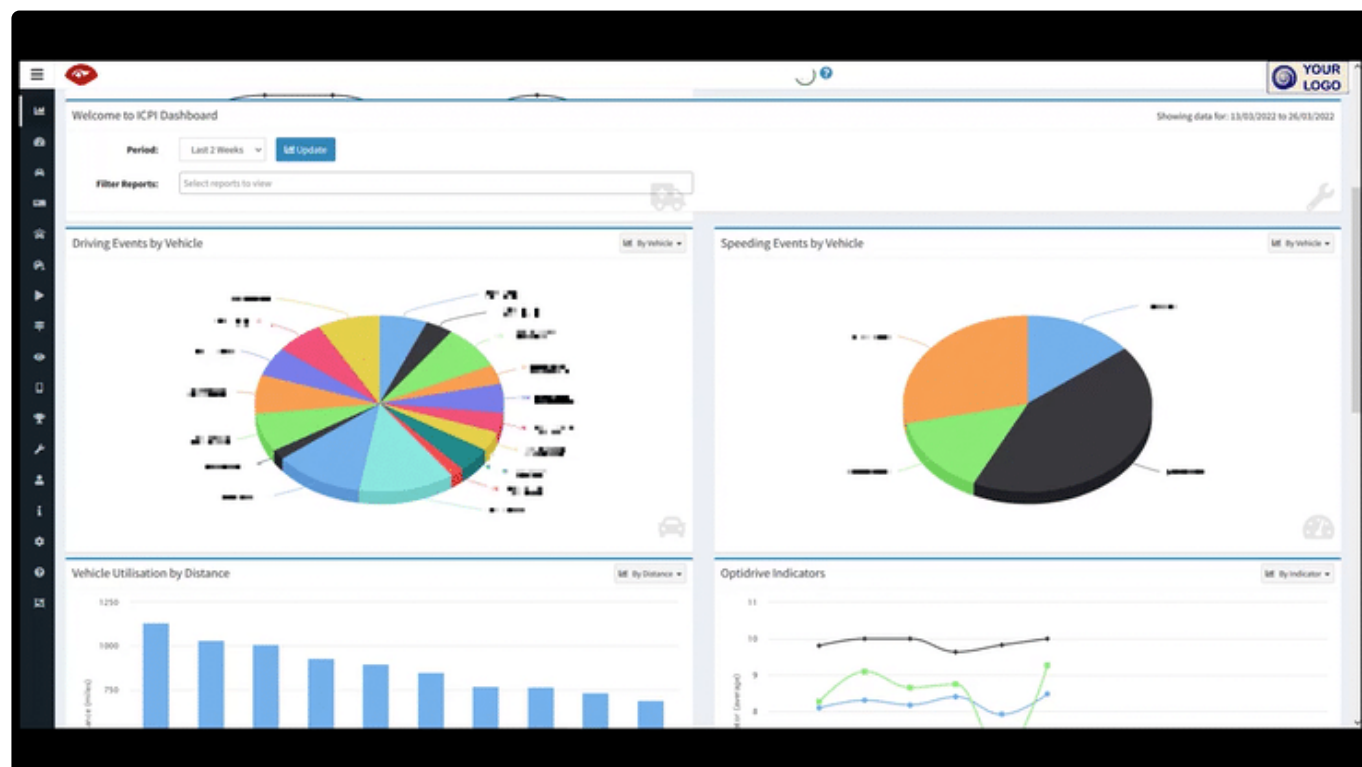 YOUR
LOGO
Welcome to ICPI Dashboard
Showing data for: 13/03/2022 to 26/03/2022
Period:
Last 2 Weeks
Update
Filter Reports:
Select reports to view
Driving Events by Vehicle
By Vehicle
Speeding Events by Vehicle
By Vehicle
Vehicle Utilisation by Distance
By Distance
Optidrive Indicators
By Indicator
1250
1000
750
(miles)
11
10
9
8
(average)